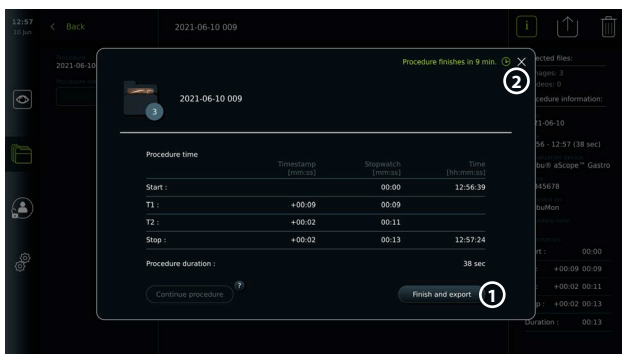 12:57
10 Jun
Back
2021-06-10 009
i
Procedure finishes in 9 min.
2
3
2021-06-10 009
Procedure time
Timestamp
[mm:ss]
Stopwatch
[mm:ss]
Time
[hh:mm:ss]
Start : 00:00 12:56:39
T1 : +00:09 00:09
T2 : +00:02 00:11
Stop : +00:02 00:13 12:57:24
Procedure duration : 38 sec
Continue procedure ?
Finish and export 1
2021-06-10
ected files:
ages: 3
deos: 0
cedure information:
21-06-10
56 - 12:57 (38 sec)
bu® aScope™ Gastro
345678
buMon
rt : 00:00
: +00:09 00:09
: +00:02 00:11
p : +00:02 00:13
Duration : 00:13